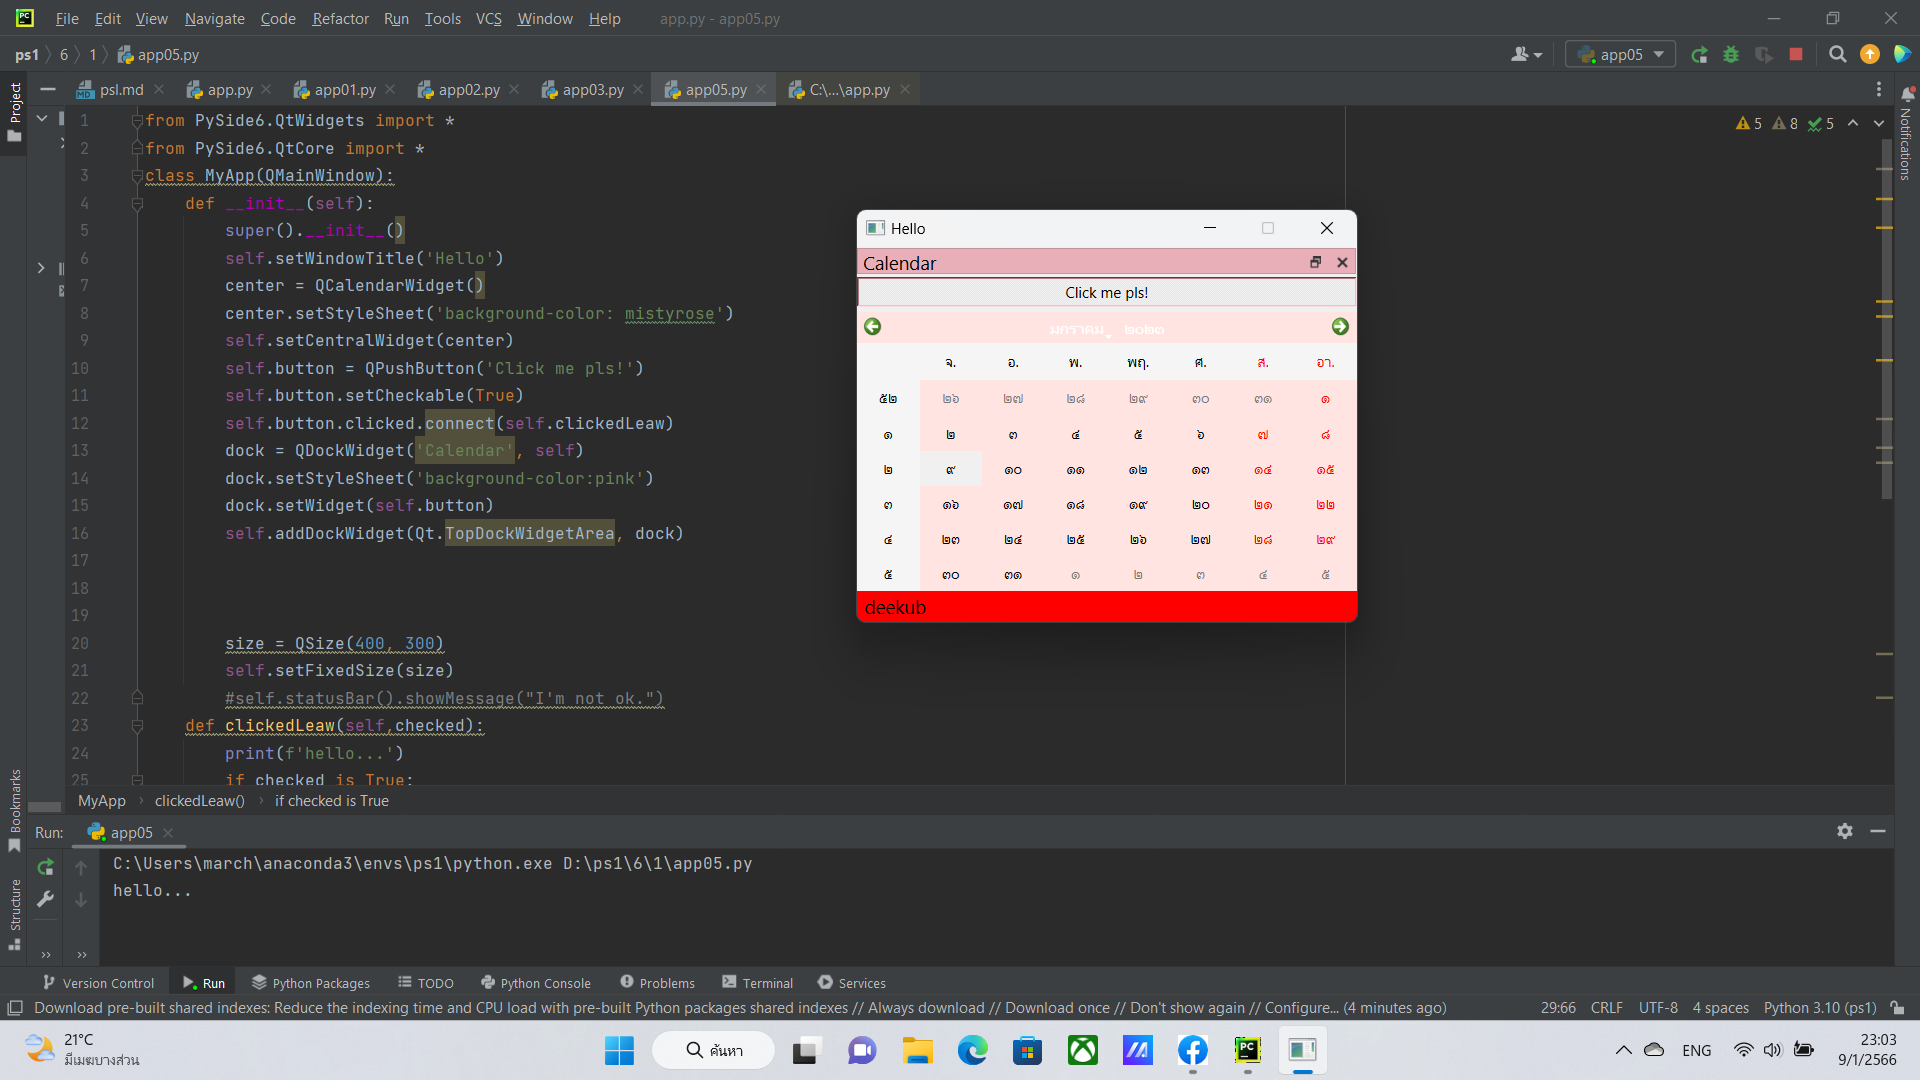 File Edit View Navigate Code Refactor Run Tools VCS Window Help app.py - app05.py
ps1 6 1 app05.py
app05
psl.md app.py app01.py app02.py app03.py app05.py C:\...\app.py
Project
Notifications
5 8 5
1 from PySide6.QtWidgets import *
2 from PySide6.QtCore import *
3 class MyApp(QMainWindow):
4 def __init__(self):
5 super().__init__()
6 self.setWindowTitle('Hello')
7 center = QCalendarWidget()
8 center.setStyleSheet('background-color: mistyrose')
9 self.setCentralWidget(center)
10 self.button = QPushButton('Click me pls!')
11 self.button.setCheckable(True)
12 self.button.clicked.connect(self.clickedLeaw)
13 dock = QDockWidget('Calendar', self)
14 dock.setStyleSheet('background-color:pink')
15 dock.setWidget(self.button)
16 self.addDockWidget(Qt.TopDockWidgetArea, dock)
17
18
19
20 size = QSize(400, 300)
21 self.setFixedSize(size)
22 #self.statusBar().showMessage("I'm not ok.")
23 def clickedLeaw(self,checked):
24 print(f'hello...')
25 if checked is True:
Hello
Calendar
Click me pls!
มกราคม ๒๐๒๓
จ. อ. พ. พฤ. ศ. ส. อา.
๕๒ ๒๖ ๒๗ ๒๘ ๒๙ ๓๐ ๓๑ ๑
๑ ๒ ๓ ๔ ๕ ๖ ๗ ๘
๒ ๙ ๑๐ ๑๑ ๑๒ ๑๓ ๑๔ ๑๕
๓ ๑๖ ๑๗ ๑๘ ๑๙ ๒๐ ๒๑ ๒๒
๔ ๒๓ ๒๔ ๒๕ ๒๖ ๒๗ ๒๘ ๒๙
๕ ๓๐ ๓๑ ๑ ๒ ๓ ๔ ๕
deekub
MyApp clickedLeaw() if checked is True
Bookmarks
Structure
Run: app05
C:\Users\march\anaconda3\envs\ps1\python.exe D:\ps1\6\1\app05.py
hello...
Version Control Run Python Packages TODO Python Console Problems Terminal Services
Download pre-built shared indexes: Reduce the indexing time and CPU load with pre-built Python packages shared indexes // Always download // Download once // Don't show again // Configure... (4 minutes ago) 29:66 CRLF UTF-8 4 spaces Python 3.10 (ps1)
21°C
มีเมฆบางส่วน
ค้นหา
ENG
23:03
9/1/2566